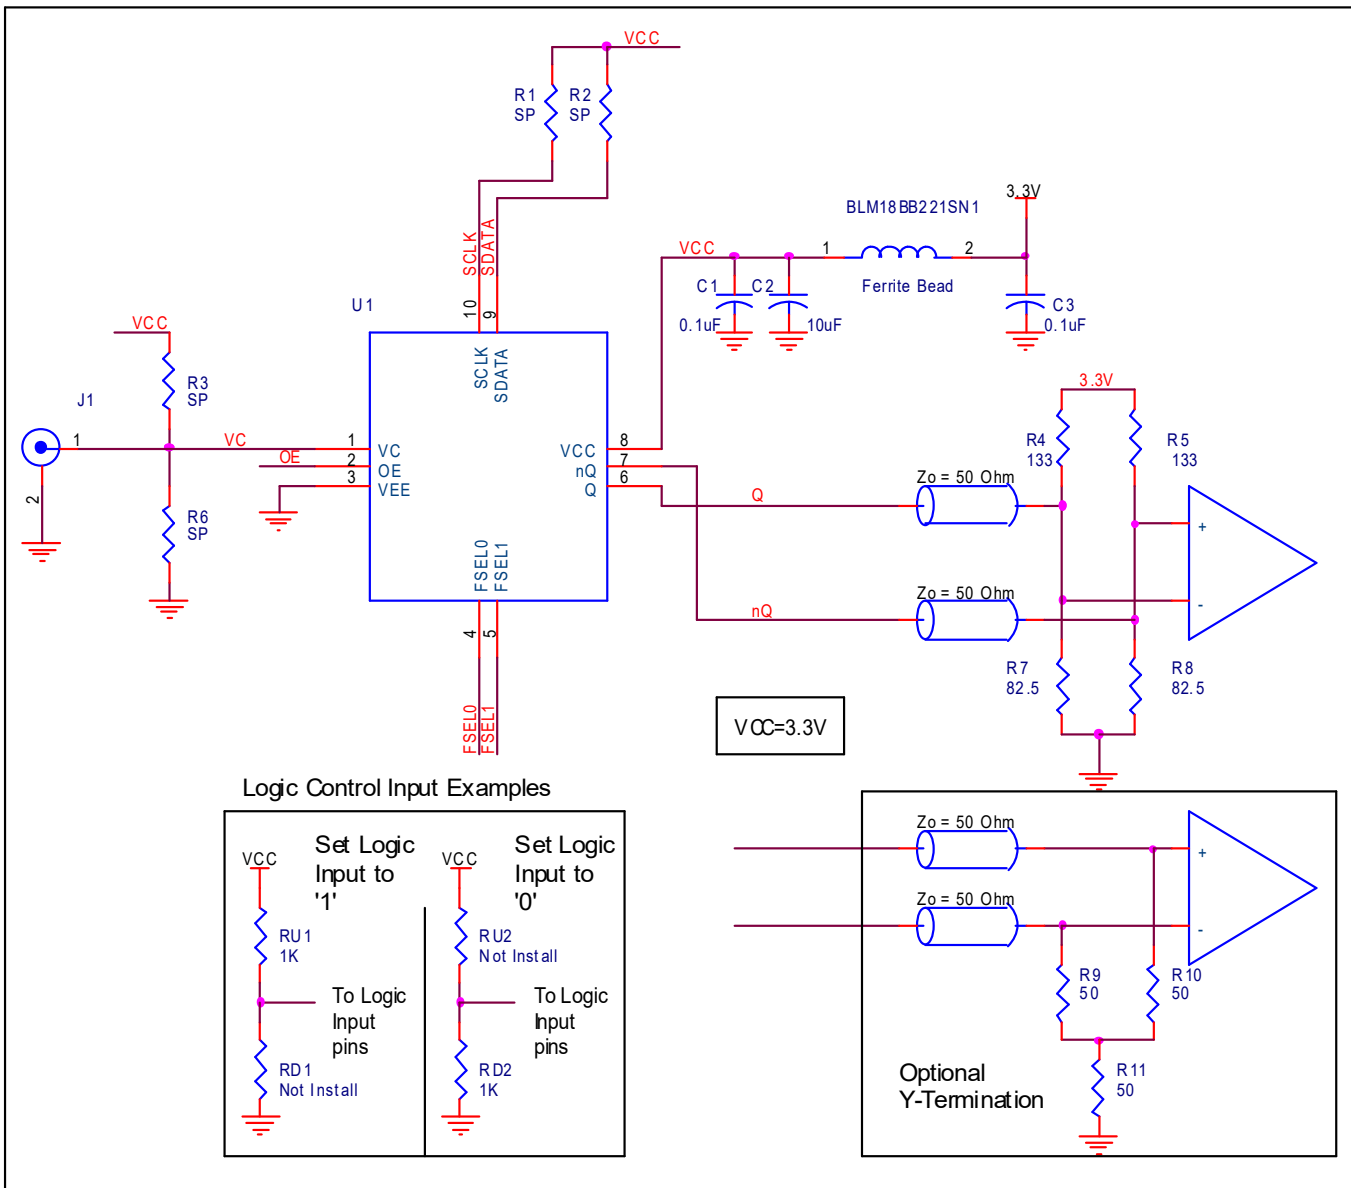 VCC
R1
SP
R2
SP
3.3V
BLM18BB221SN1
SCLK
SDATA
VCC
1
2
C1
0.1uF
C2
10uF
Ferrite Bead
C3
0.1uF
U1
10
9
VCC
SCLK
SDATA
R3
SP
J1
1
VC
OE
1
2
3
VC
OE
VEE
VCC
nQ
Q
8
7
6
2
R6
SP
3.3V
R4
133
R5
133
Zo = 50 Ohm
Q
+
-
FSEL0
FSEL1
Zo = 50 Ohm
nQ
4
5
R7
82.5
R8
82.5
FSEL0
FSEL1
VCC=3.3V
Logic Control Input Examples
Set Logic
Input to
'1'
VCC
RU1
1K
To Logic
Input
pins
RD1
Not Install
Set Logic
Input to
'0'
VCC
RU2
Not Install
To Logic
Input
pins
RD2
1K
Zo = 50 Ohm
Zo = 50 Ohm
+
-
R9
50
R10
50
R11
50
Optional
Y-Termination